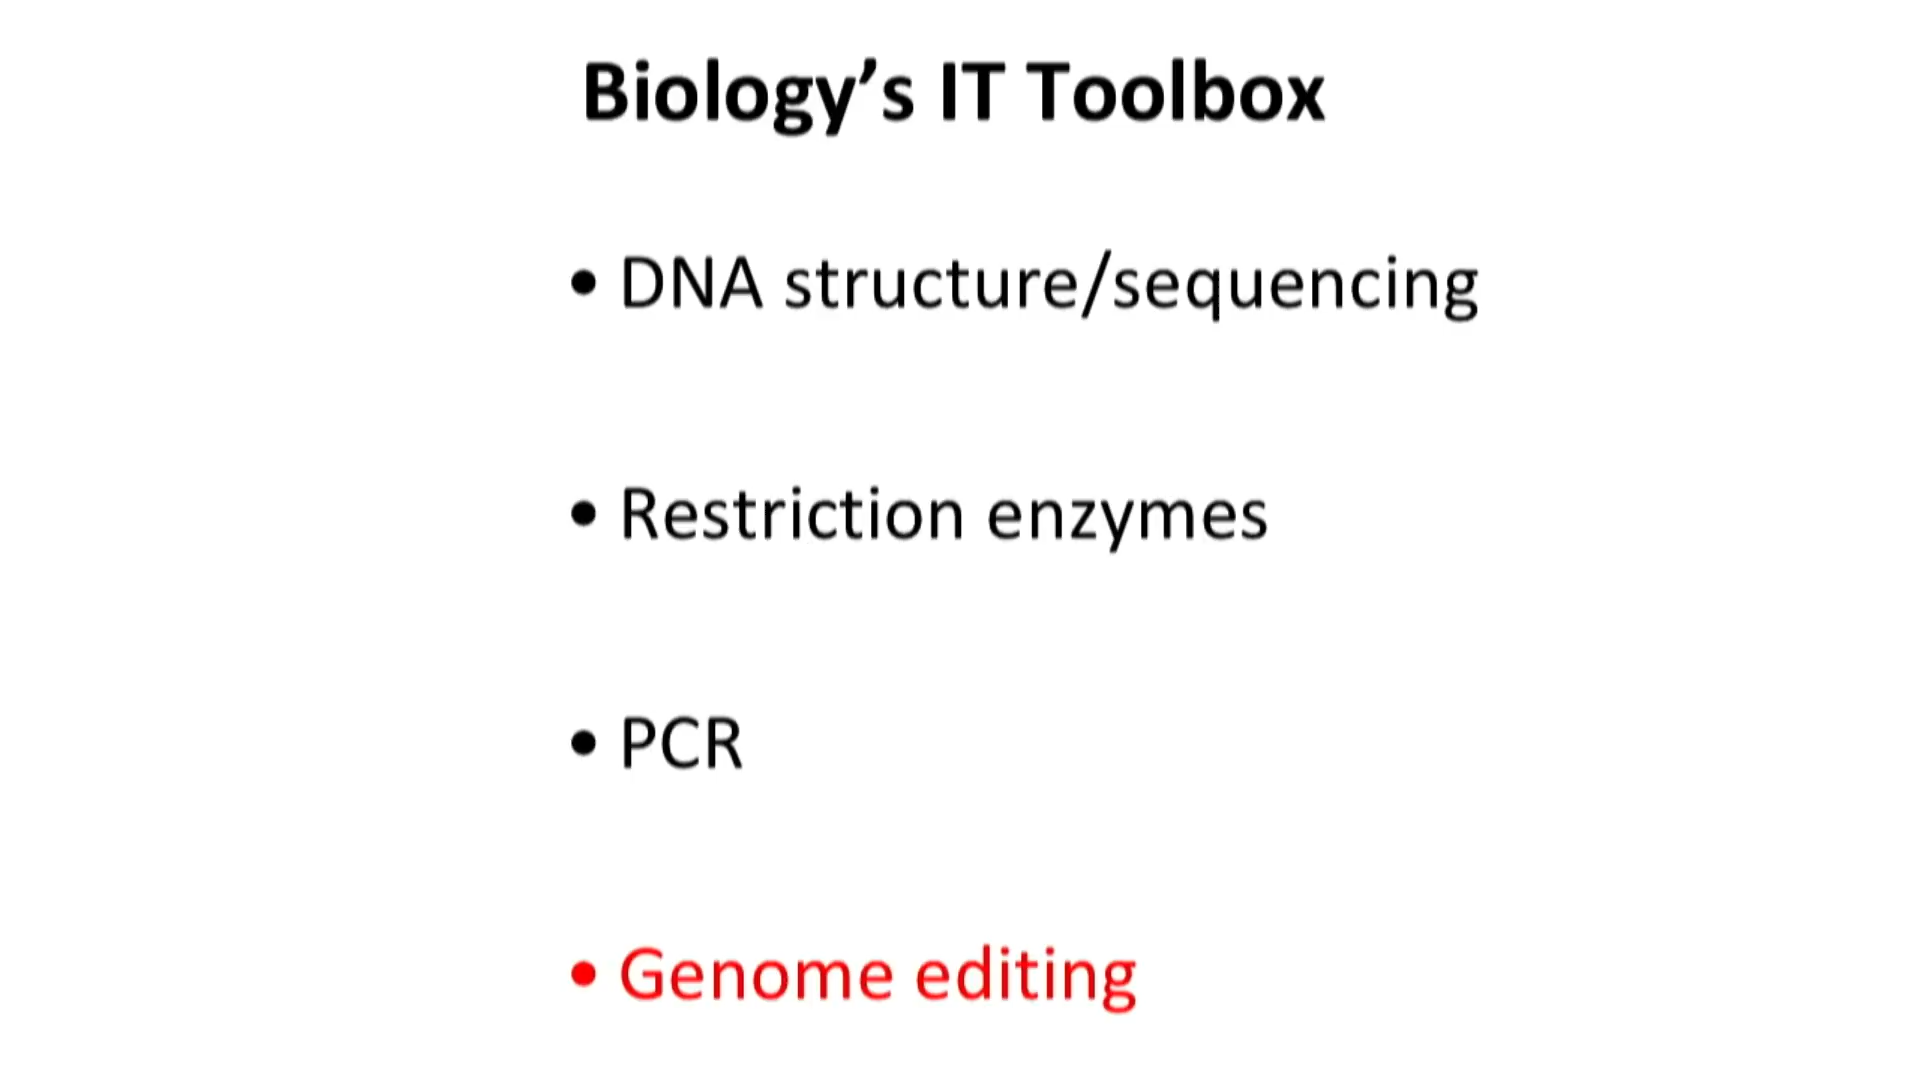 Biology’s IT Toolbox
• DNA structure/sequencing
• Restriction enzymes
• PCR
• Genome editing